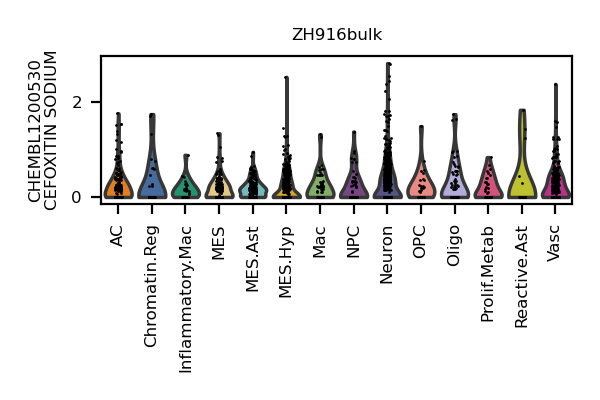 ZH916bulk
CHEMBL1200530
CEFOXITIN SODIUM
2
0
AC
Chromatin.Reg
Inflammatory.Mac
MES
MES.Ast
MES.Hyp
Mac
NPC
Neuron
OPC
Oligo
Prolif.Metab
Reactive.Ast
Vasc